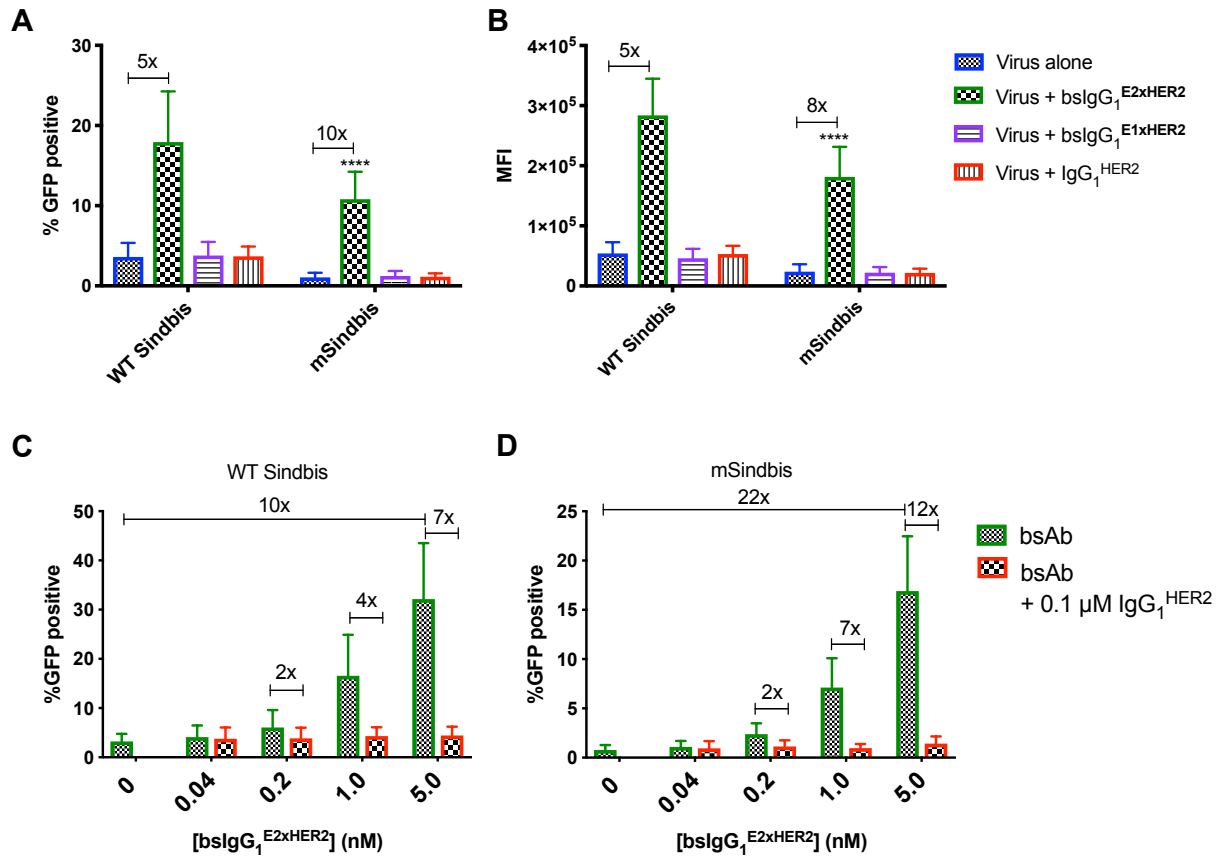 A
30
20
10
0
% GFP positive
5x
10x
****
WT Sindbis
mSindbis
B
4×10⁵
3×10⁵
2×10⁵
1×10⁵
0
MFI
5x
8x
****
WT Sindbis
mSindbis
Virus alone
Virus + bsIgG₁ᴱ²ˣᴴᴱᴿ²
Virus + bsIgG₁ᴱ¹ˣᴴᴱᴿ²
Virus + IgG₁ᴴᴱᴿ²
C
WT Sindbis
10x
7x
4x
2x
50
40
30
20
10
0
%GFP positive
0
0.04
0.2
1.0
5.0
[bsIgG₁ᴱ²ˣᴴᴱᴿ²] (nM)
D
mSindbis
22x
12x
7x
2x
25
20
15
10
5
0
%GFP positive
0
0.04
0.2
1.0
5.0
[bsIgG₁ᴱ²ˣᴴᴱᴿ²] (nM)
bsAb
bsAb
+ 0.1 µM IgG₁ᴴᴱᴿ²